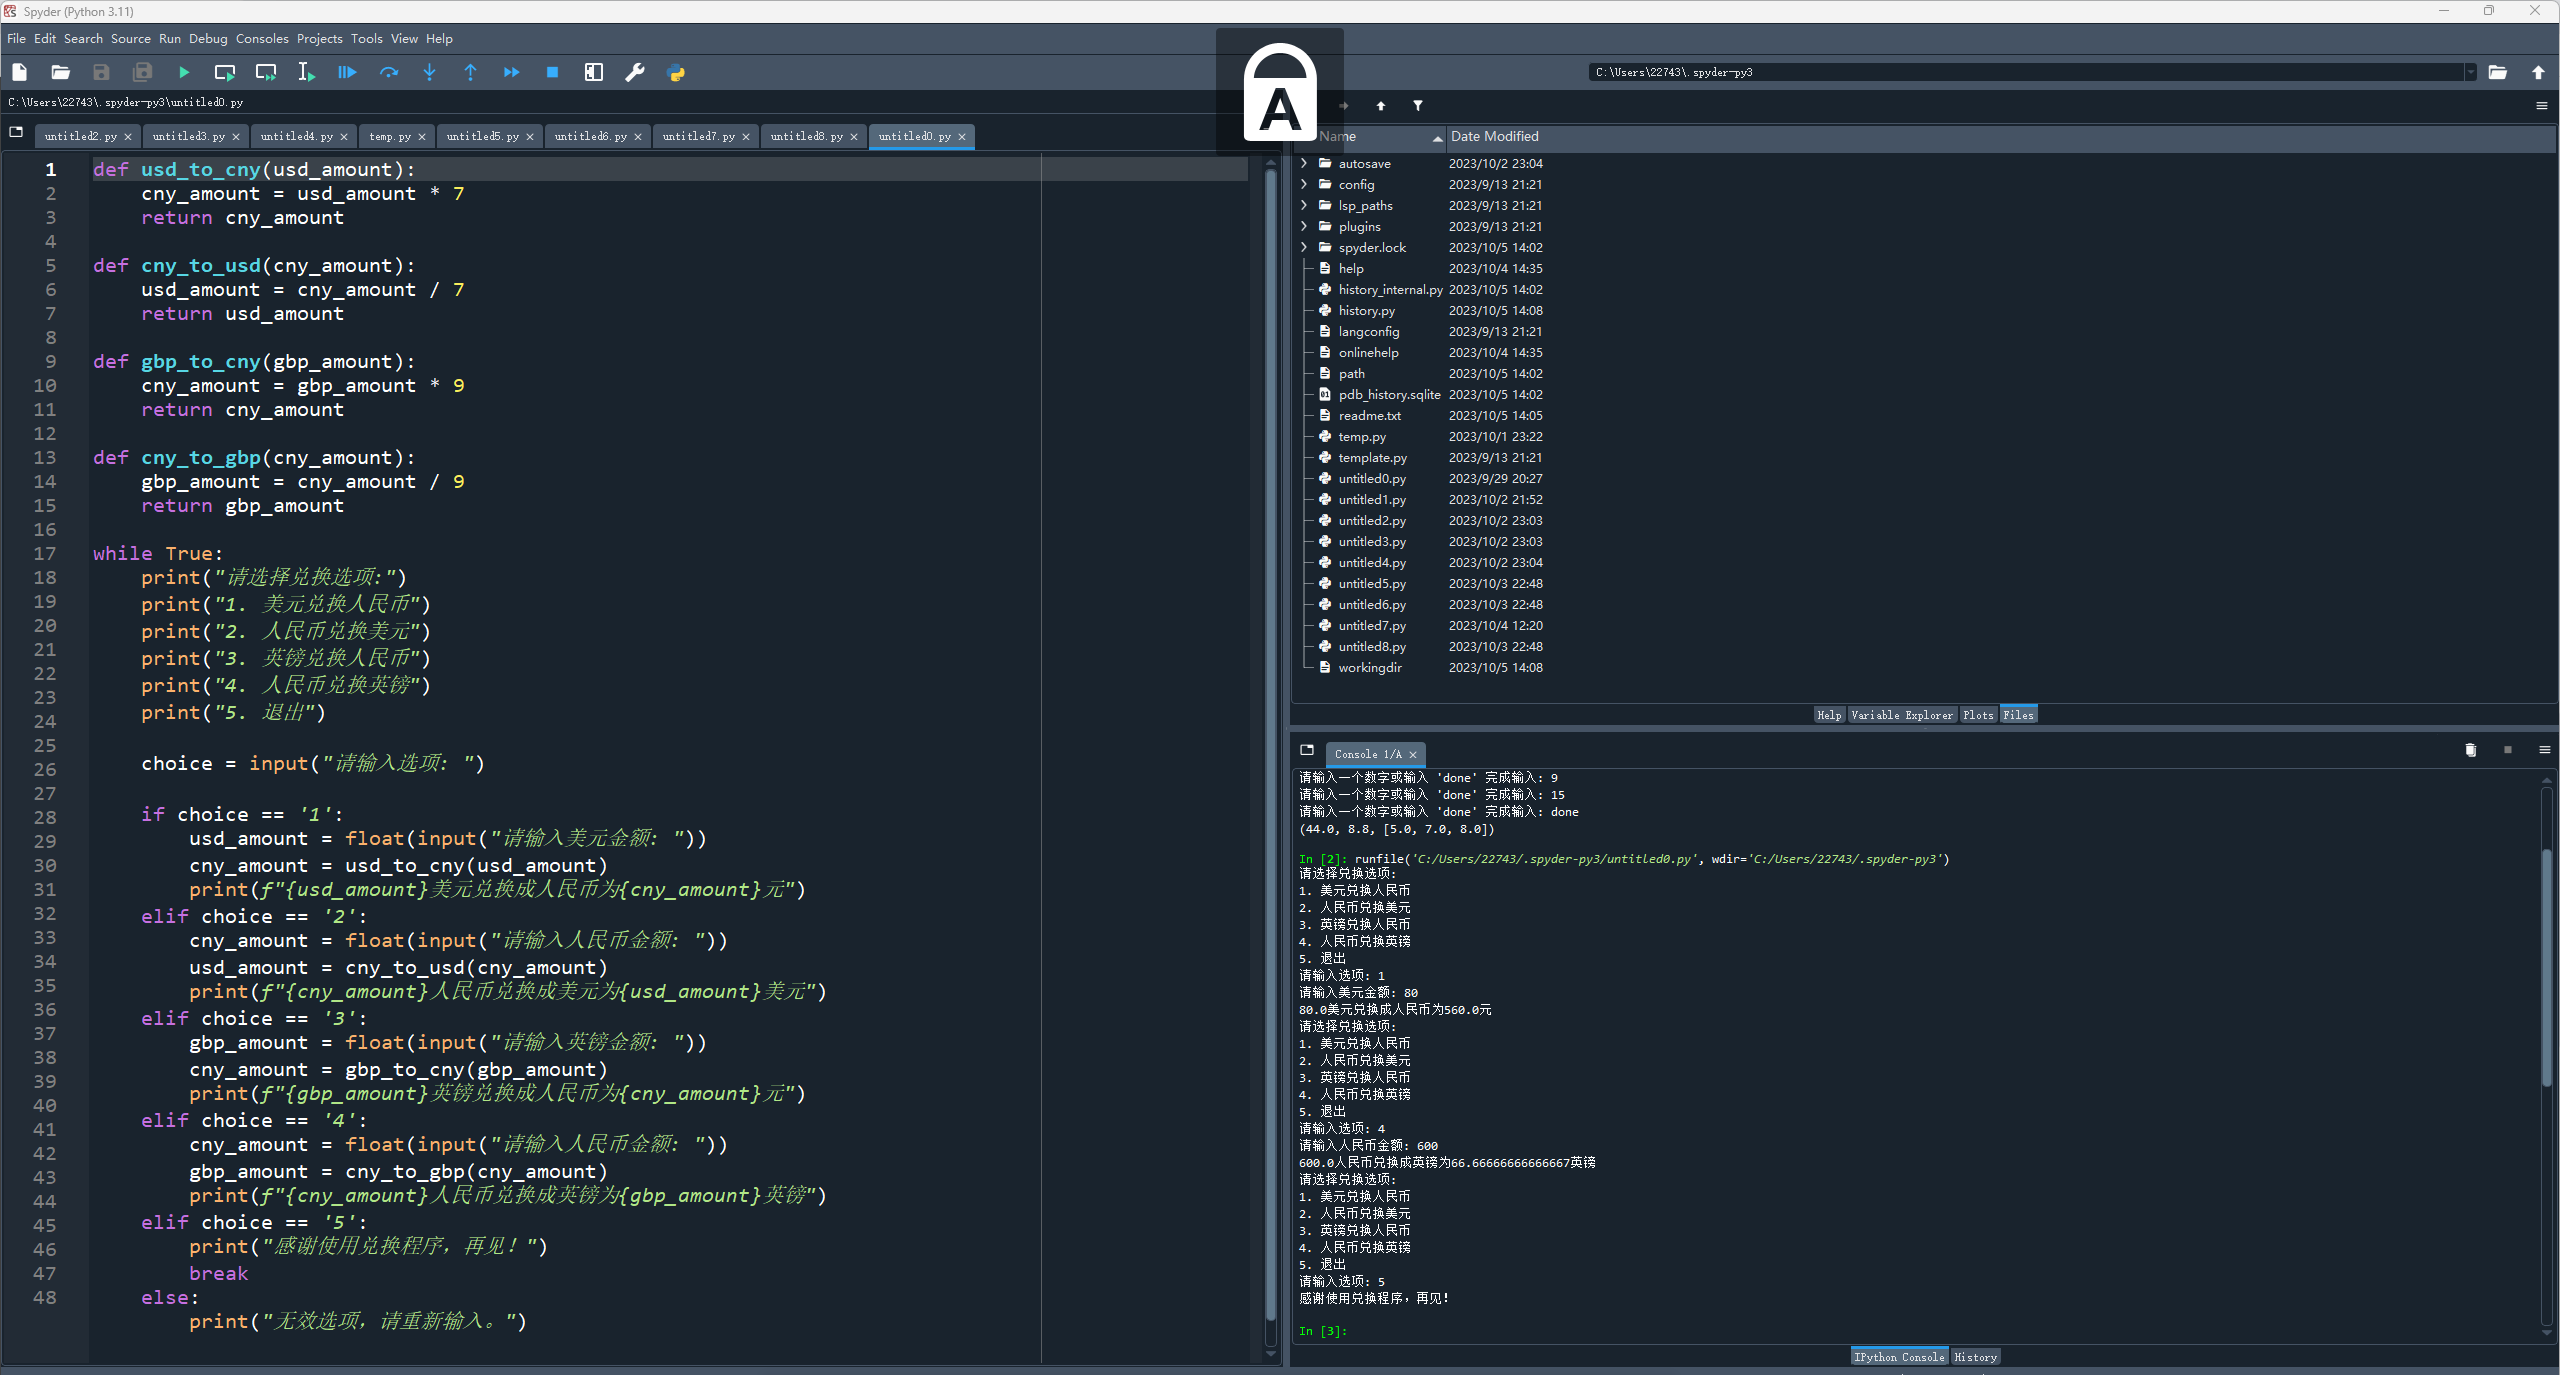 Spyder (Python 3.11)
File Edit Search Source Run Debug Consoles Projects Tools View Help
C:\Users\22743\.spyder-py3
C:\Users\22743\.spyder-py3\untitled0.py
A
untitled2.py untitled3.py untitled4.py temp.py untitled5.py untitled6.py untitled7.py untitled8.py untitled0.py
1 def usd_to_cny(usd_amount):
2 cny_amount = usd_amount * 7
3 return cny_amount
4
5 def cny_to_usd(cny_amount):
6 usd_amount = cny_amount / 7
7 return usd_amount
8
9 def gbp_to_cny(gbp_amount):
10 cny_amount = gbp_amount * 9
11 return cny_amount
12
13 def cny_to_gbp(cny_amount):
14 gbp_amount = cny_amount / 9
15 return gbp_amount
16
17 while True:
18 print("请选择兑换选项:")
19 print("1. 美元兑换人民币")
20 print("2. 人民币兑换美元")
21 print("3. 英镑兑换人民币")
22 print("4. 人民币兑换英镑")
23 print("5. 退出")
24
25 choice = input("请输入选项: ")
26
27 if choice == '1':
28 usd_amount = float(input("请输入美元金额: "))
29 cny_amount = usd_to_cny(usd_amount)
30 print(f"{usd_amount}美元兑换成人民币为{cny_amount}元")
31 elif choice == '2':
32 cny_amount = float(input("请输入人民币金额: "))
33 usd_amount = cny_to_usd(cny_amount)
34 print(f"{cny_amount}人民币兑换成美元为{usd_amount}美元")
35 elif choice == '3':
36 gbp_amount = float(input("请输入英镑金额: "))
37 cny_amount = gbp_to_cny(gbp_amount)
38 print(f"{gbp_amount}英镑兑换成人民币为{cny_amount}元")
39 elif choice == '4':
40 cny_amount = float(input("请输入人民币金额: "))
41 gbp_amount = cny_to_gbp(cny_amount)
42 print(f"{cny_amount}人民币兑换成英镑为{gbp_amount}英镑")
43 elif choice == '5':
44 print("感谢使用兑换程序，再见！")
45 break
46 else:
47 print("无效选项，请重新输入。")
48
Name Date Modified
autosave 2023/10/2 23:04
config 2023/9/13 21:21
lsp_paths 2023/9/13 21:21
plugins 2023/9/13 21:21
spyder.lock 2023/10/5 14:02
help 2023/10/4 14:35
history_internal.py 2023/10/5 14:02
history.py 2023/10/5 14:08
langconfig 2023/9/13 21:21
onlinehelp 2023/10/4 14:35
path 2023/10/5 14:02
pdb_history.sqlite 2023/10/5 14:02
readme.txt 2023/10/5 14:05
temp.py 2023/10/1 23:22
template.py 2023/9/13 21:21
untitled0.py 2023/9/29 20:27
untitled1.py 2023/10/2 21:52
untitled2.py 2023/10/2 23:03
untitled3.py 2023/10/2 23:03
untitled4.py 2023/10/2 23:04
untitled5.py 2023/10/3 22:48
untitled6.py 2023/10/3 22:48
untitled7.py 2023/10/4 12:20
untitled8.py 2023/10/3 22:48
workingdir 2023/10/5 14:08
Help Variable Explorer Plots Files
Console 1/A
请输入一个数字或输入 'done' 完成输入: 9
请输入一个数字或输入 'done' 完成输入: 15
请输入一个数字或输入 'done' 完成输入: done
(44.0, 8.8, [5.0, 7.0, 8.0])
In [2]: runfile('C:/Users/22743/.spyder-py3/untitled0.py', wdir='C:/Users/22743/.spyder-py3')
请选择兑换选项:
1. 美元兑换人民币
2. 人民币兑换美元
3. 英镑兑换人民币
4. 人民币兑换英镑
5. 退出
请输入选项: 1
请输入美元金额: 80
80.0美元兑换成人民币为560.0元
请选择兑换选项:
1. 美元兑换人民币
2. 人民币兑换美元
3. 英镑兑换人民币
4. 人民币兑换英镑
5. 退出
请输入选项: 4
请输入人民币金额: 600
600.0人民币兑换成英镑为66.66666666666667英镑
请选择兑换选项:
1. 美元兑换人民币
2. 人民币兑换美元
3. 英镑兑换人民币
4. 人民币兑换英镑
5. 退出
请输入选项: 5
感谢使用兑换程序，再见！
In [3]:
IPython Console History